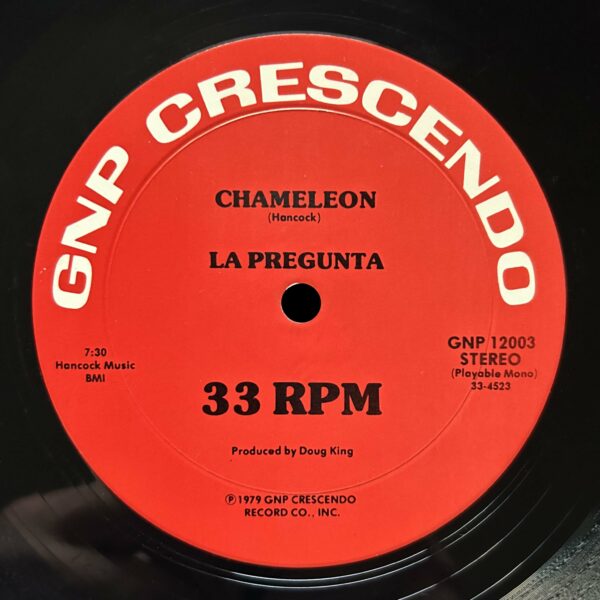 GNP CRESCENDO
CHAMELEON
(Hancock)
LA PREGUNTA
7:30
Hancock Music
BMI
GNP 12003
STEREO
(Playable Mono)
33-4523
33 RPM
Produced by Doug King
℗ 1979 GNP CRESCENDO
RECORD CO., INC.